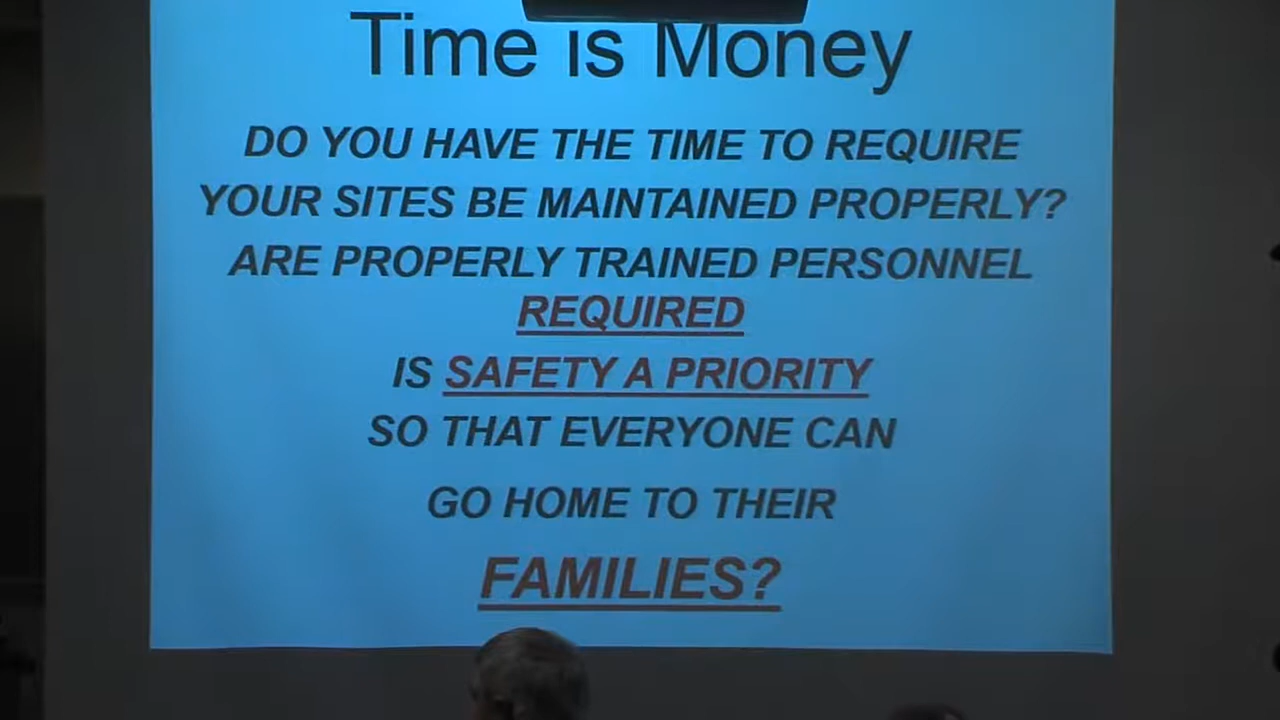 Time is Money
DO YOU HAVE THE TIME TO REQUIRE
YOUR SITES BE MAINTAINED PROPERLY?
ARE PROPERLY TRAINED PERSONNEL
REQUIRED
IS SAFETY A PRIORITY
SO THAT EVERYONE CAN
GO HOME TO THEIR
FAMILIES?